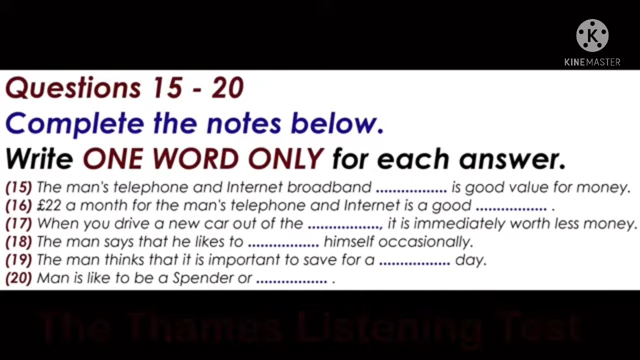 KINEMASTER
Questions 15 - 20
Complete the notes below.
Write ONE WORD ONLY for each answer.
(15) The man's telephone and Internet broadband .................. is good value for money.
(16) £22 a month for the man's telephone and Internet is a good .................. .
(17) When you drive a new car out of the .................. , it is immediately worth less money.
(18) The man says that he likes to .................. himself occasionally.
(19) The man thinks that it is important to save for a .................. day.
(20) Man is like to be a Spender or .................. .
The Thames Listening Test